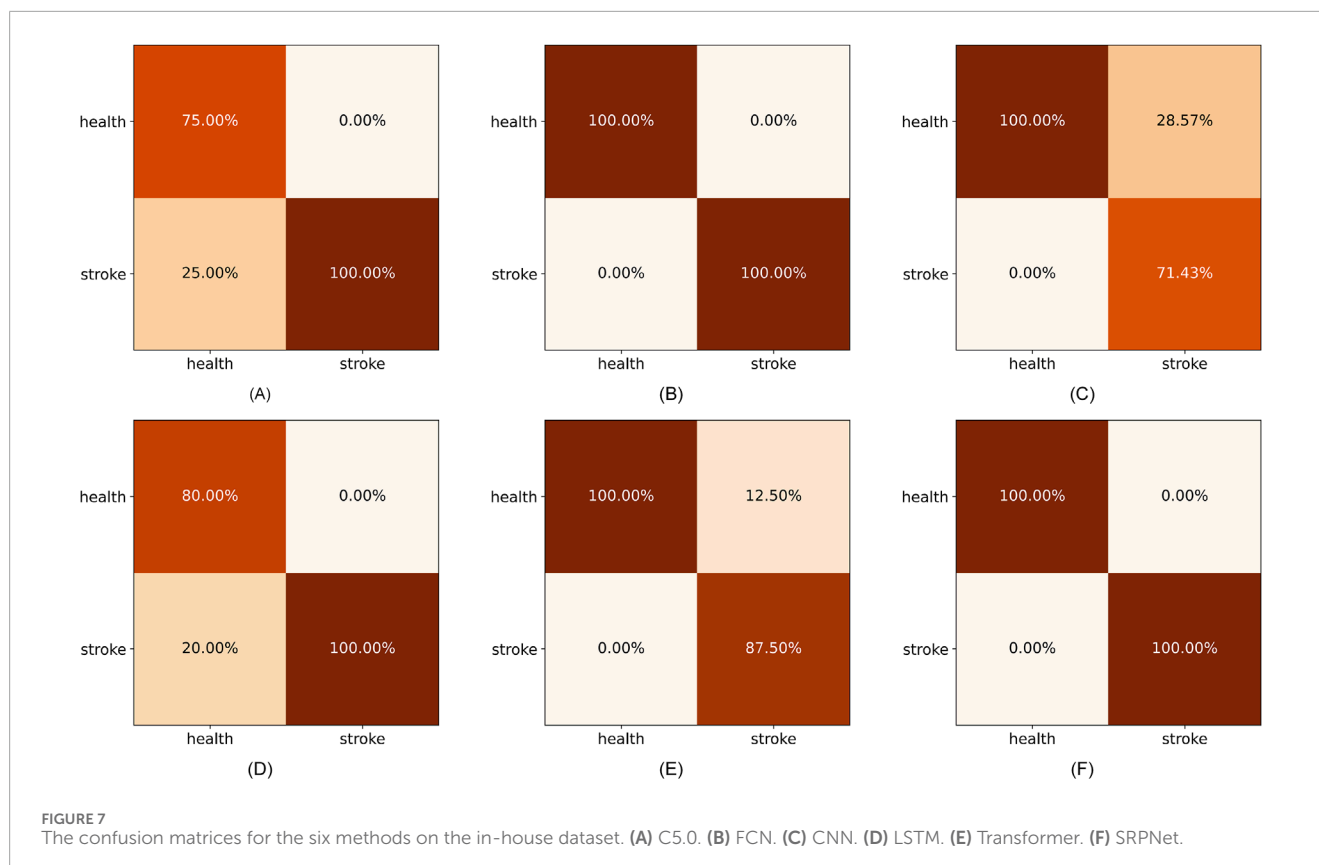 health 75.00% 0.00%
stroke 25.00% 100.00%
health stroke
(A)
health 100.00% 0.00%
stroke 0.00% 100.00%
health stroke
(B)
health 100.00% 28.57%
stroke 0.00% 71.43%
health stroke
(C)
health 80.00% 0.00%
stroke 20.00% 100.00%
health stroke
(D)
health 100.00% 12.50%
stroke 0.00% 87.50%
health stroke
(E)
health 100.00% 0.00%
stroke 0.00% 100.00%
health stroke
(F)
FIGURE 7
The confusion matrices for the six methods on the in-house dataset. (A) C5.0. (B) FCN. (C) CNN. (D) LSTM. (E) Transformer. (F) SRPNet.